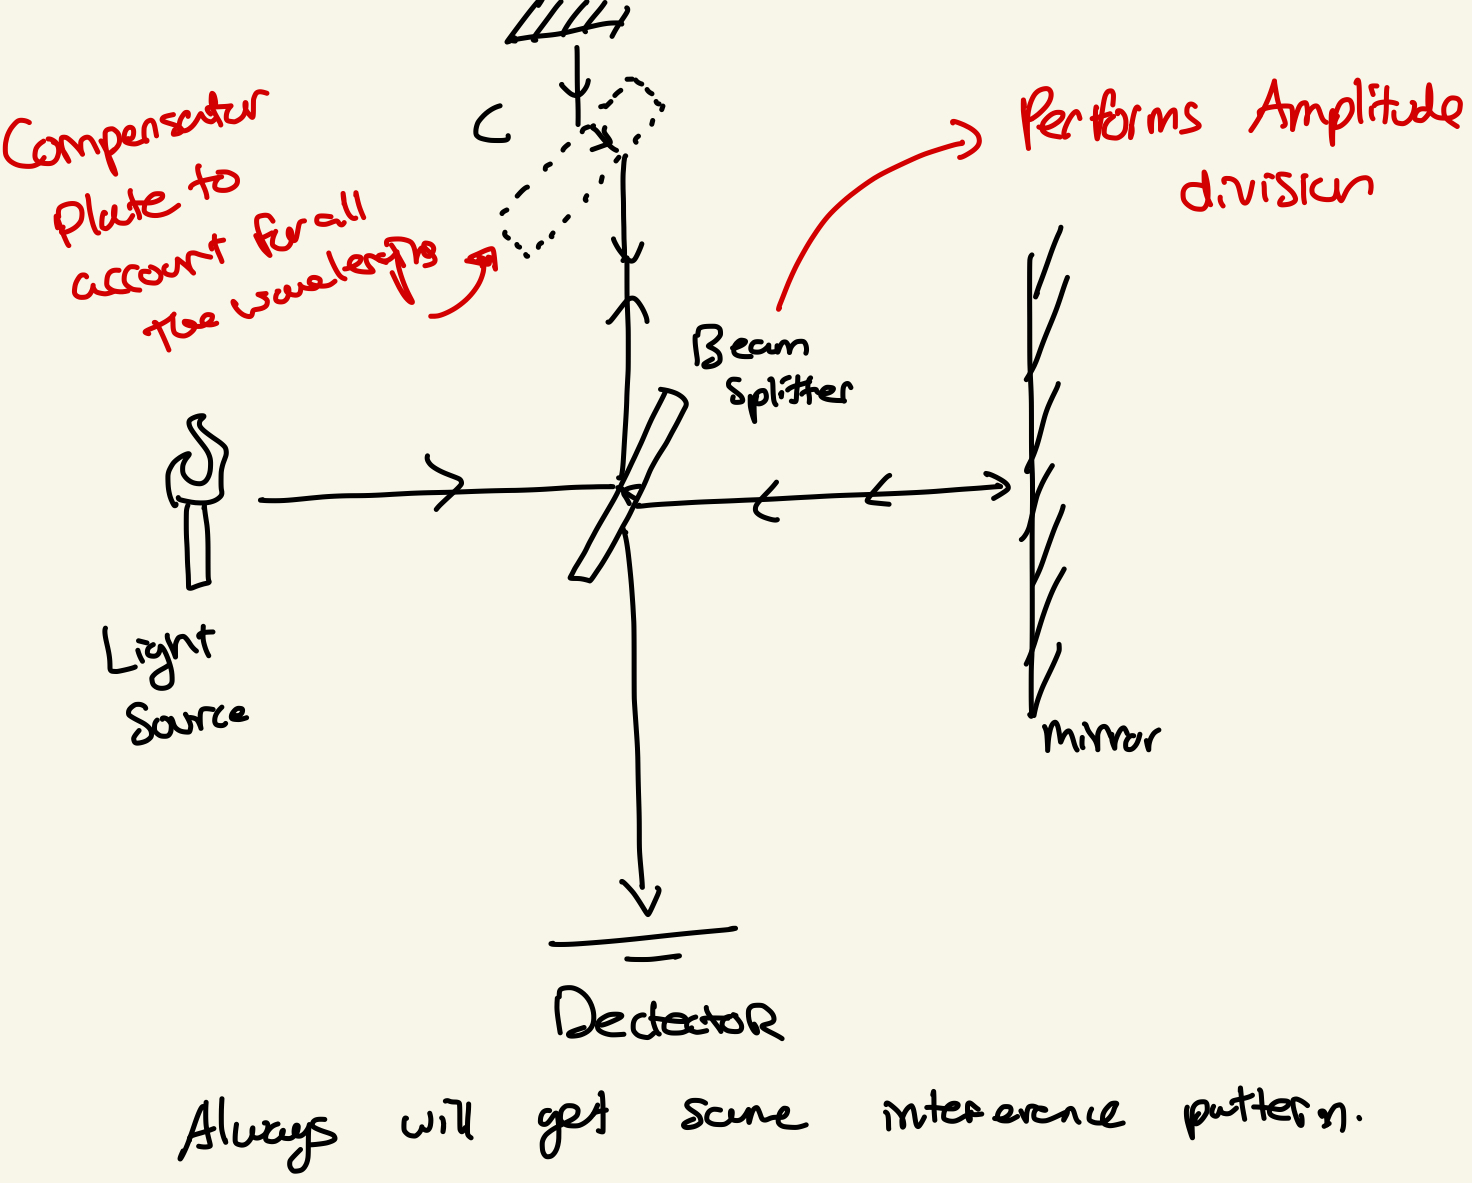 C
Compensator
Plate to
account for all
the wavelengths
Performs Amplitude
division
Beam
Splitter
Light
Source
Mirror
Dectector
Always will get same interference pattern.